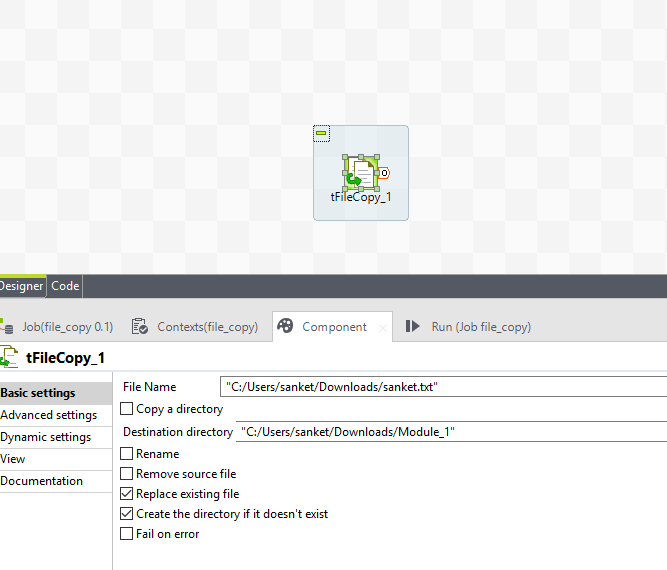 tFileCopy_1
Designer Code
Job(file_copy 0.1) Contexts(file_copy) Component Run (Job file_copy)
tFileCopy_1
Basic settings
Advanced settings
Dynamic settings
View
Documentation
File Name "C:/Users/sanket/Downloads/sanket.txt"
Copy a directory
Destination directory "C:/Users/sanket/Downloads/Module_1"
Rename
Remove source file
Replace existing file
Create the directory if it doesn't exist
Fail on error